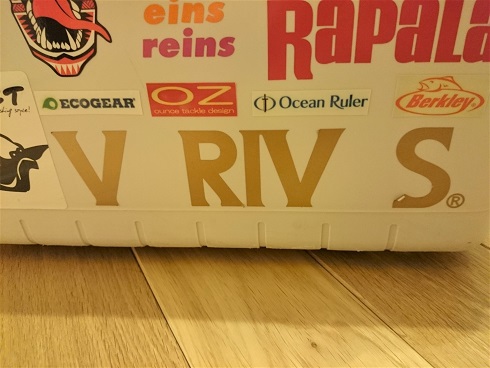 eins
reins
RAPALA
ECOGEAR
OZ
ounce tackle design
Ocean Ruler
Berkley
V RIV S®